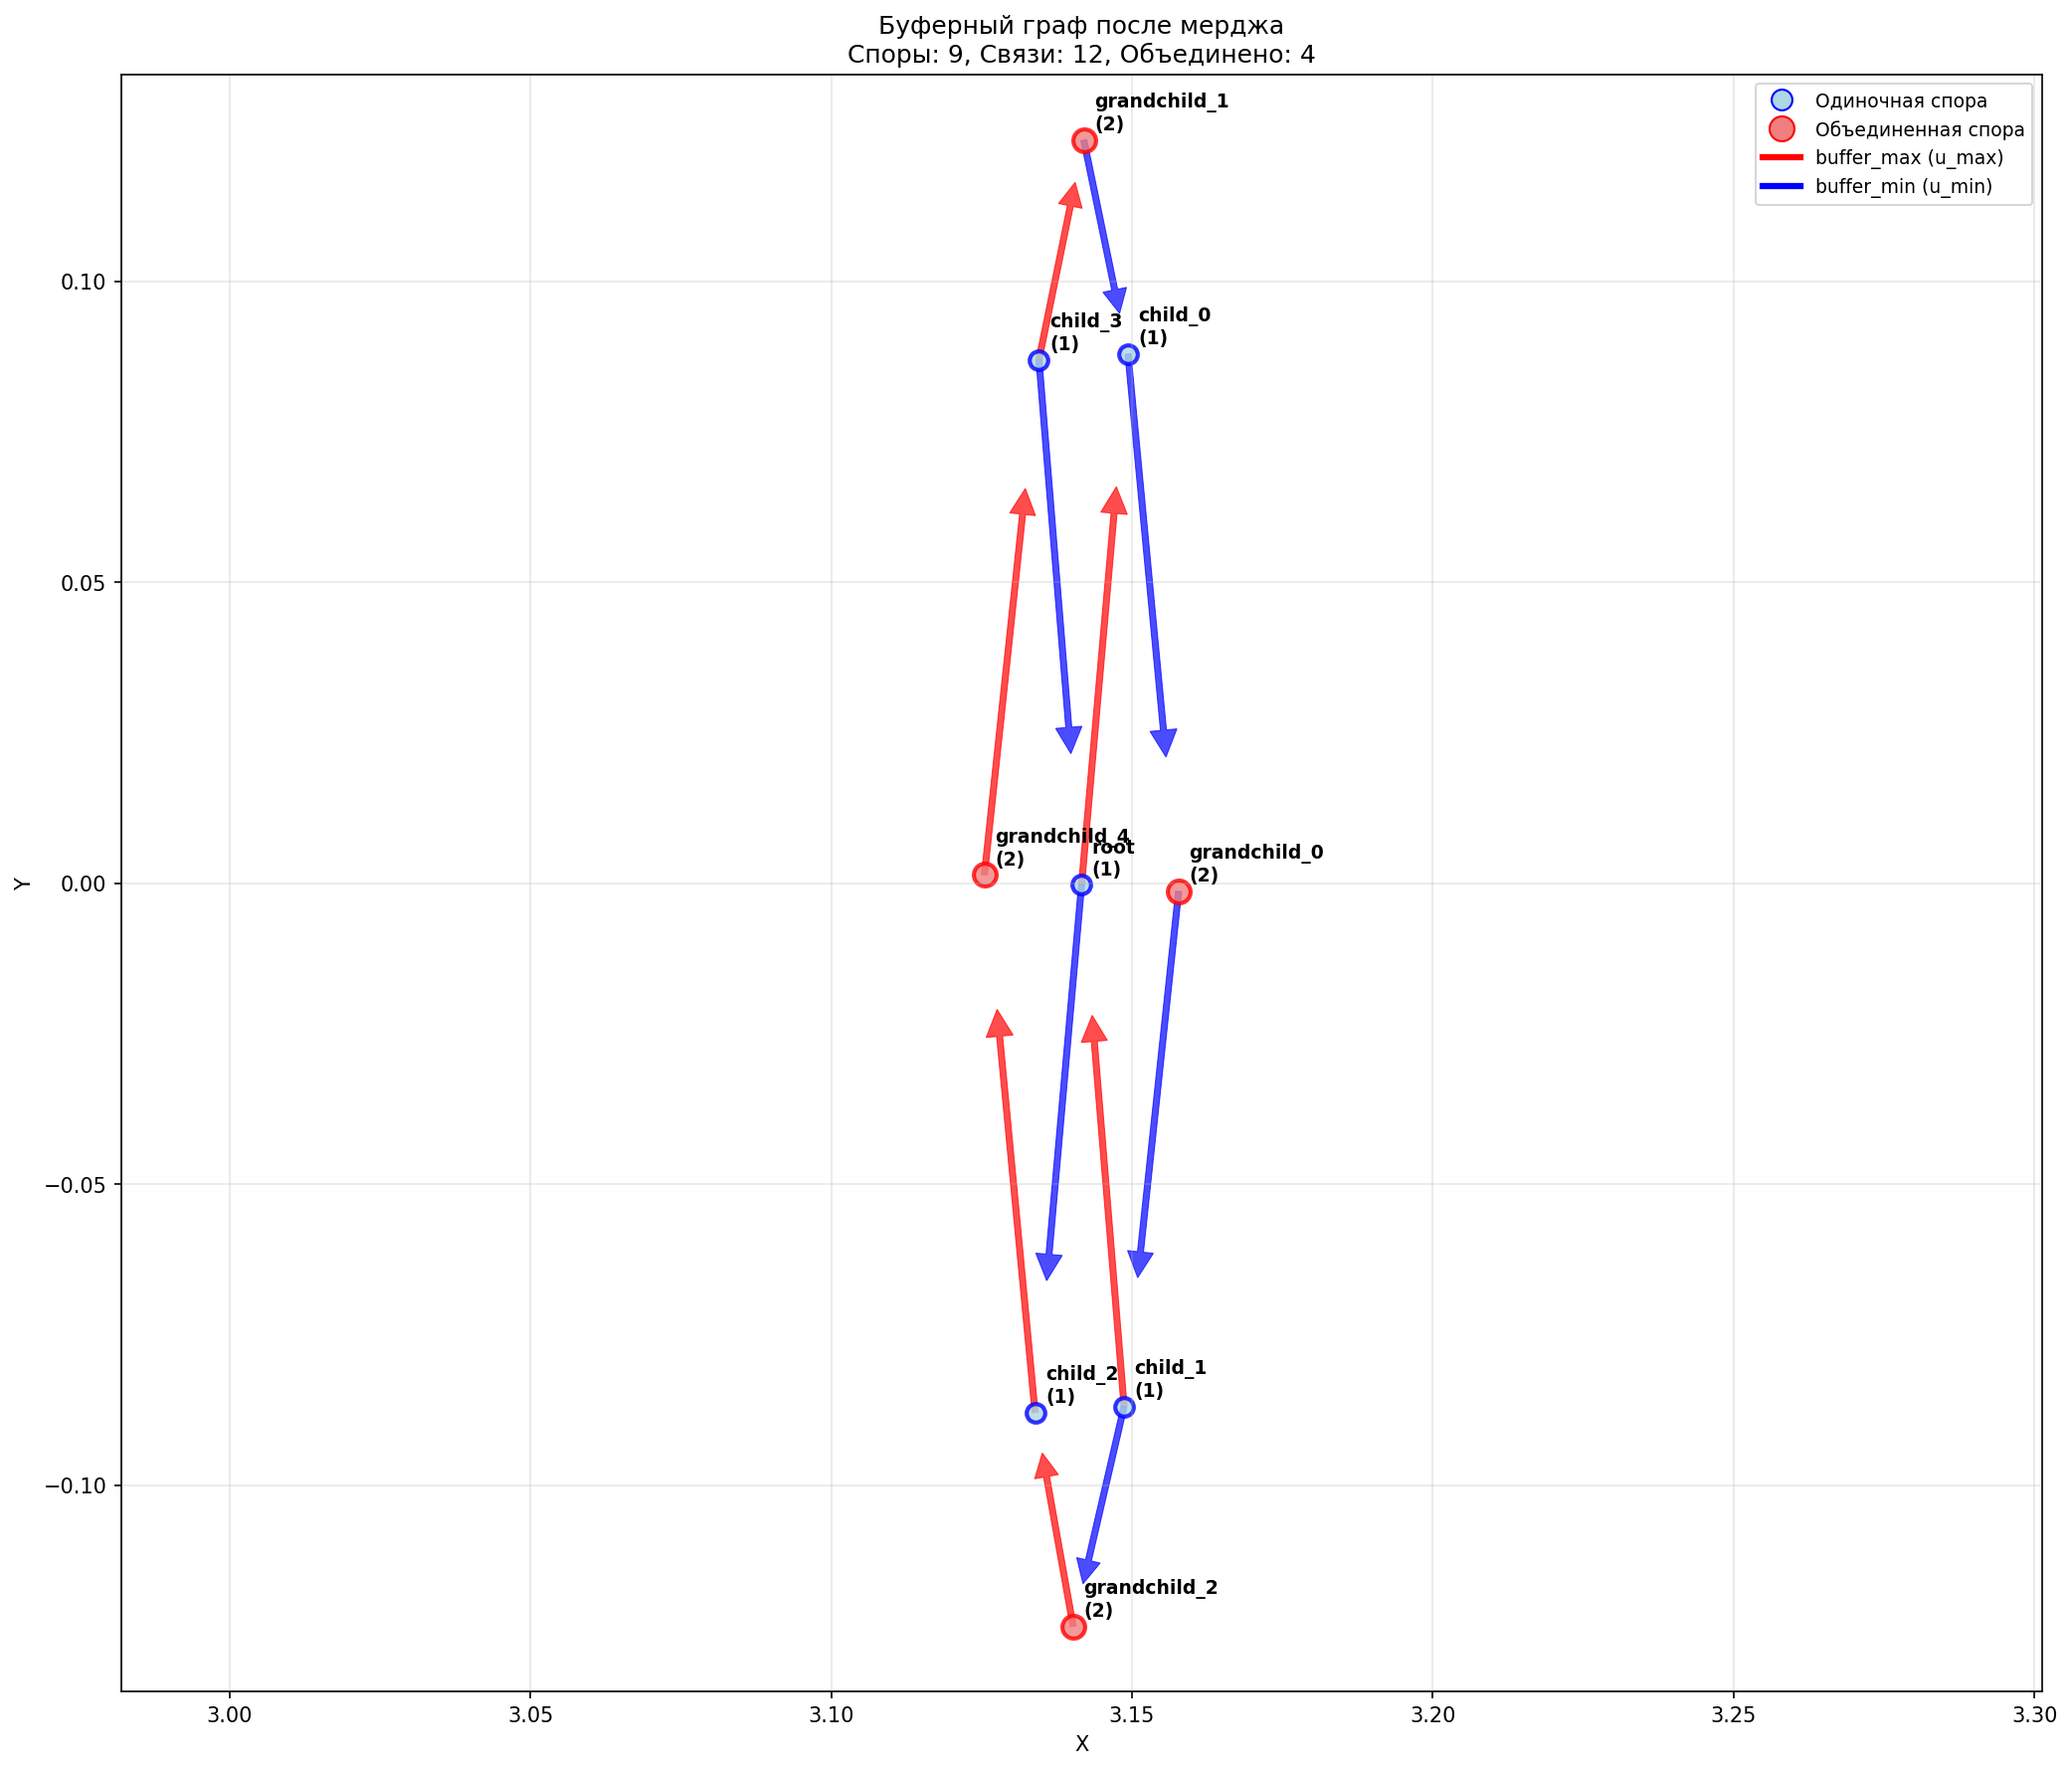 Буферный граф после мерджа
Споры: 9, Связи: 12, Объединено: 4
Одиночная спора
Объединенная спора
buffer_max (u_max)
buffer_min (u_min)
grandchild_1
(2)
child_3
(1)
child_0
(1)
grandchild_4
(2)
root
(1)
grandchild_0
(2)
child_2
(1)
child_1
(1)
grandchild_2
(2)
0.10
0.05
0.00
−0.05
−0.10
Y
3.00
3.05
3.10
3.15
3.20
3.25
3.30
X